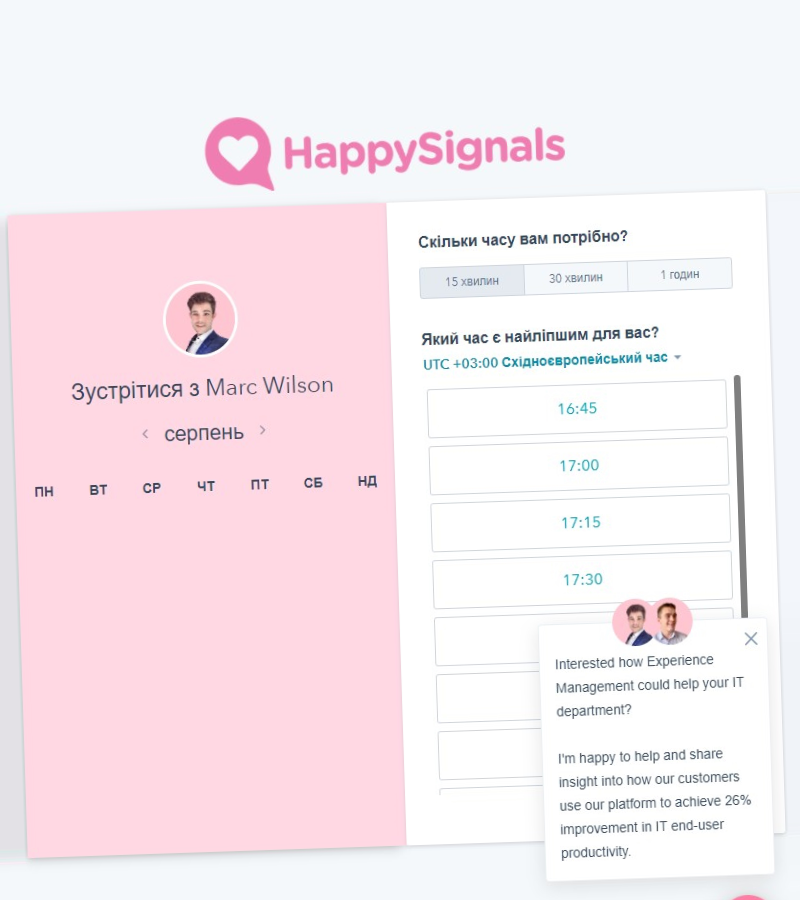 HappySignals
Зустрітися з Marc Wilson
серпень
ПН ВТ СР ЧТ ПТ СБ НД
Скільки часу вам потрібно?
15 хвилин 30 хвилин 1 годин
Який час є найліпшим для вас?
UTC +03:00 Східноєвропейський час
16:45
17:00
17:15
17:30
Interested how Experience
Management could help your IT
department?
I'm happy to help and share
insight into how our customers
use our platform to achieve 26%
improvement in IT end-user
productivity.